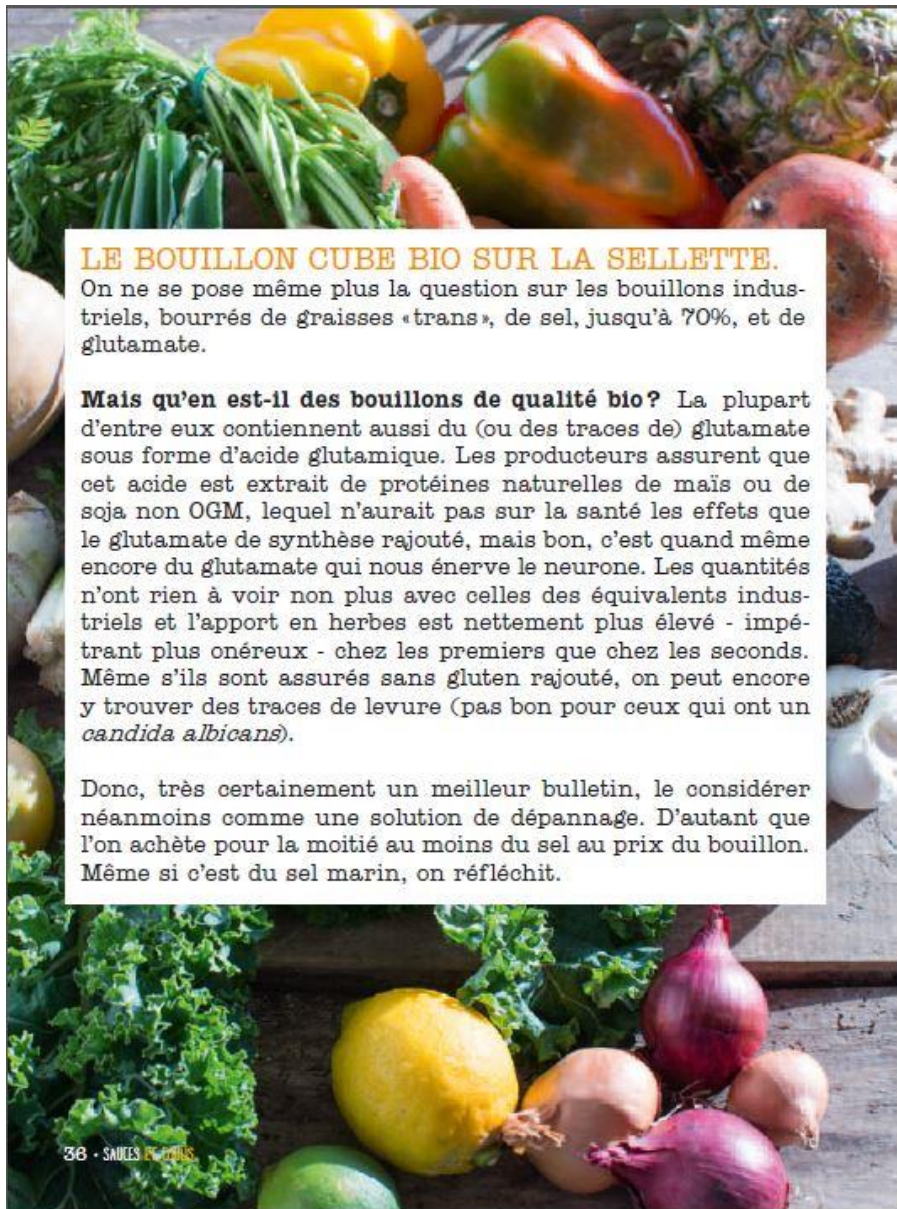 LE BOUILLON CUBE BIO SUR LA SELLETTE.
On ne se pose même plus la question sur les bouillons indus-
triels, bourrés de graisses «trans», de sel, jusqu'à 70%, et de
glutamate.
Mais qu'en est-il des bouillons de qualité bio? La plupart
d'entre eux contiennent aussi du (ou des traces de) glutamate
sous forme d'acide glutamique. Les producteurs assurent que
cet acide est extrait de protéines naturelles de maïs ou de
soja non OGM, lequel n'aurait pas sur la santé les effets que
le glutamate de synthèse rajouté, mais bon, c'est quand même
encore du glutamate qui nous énerve le neurone. Les quantités
n'ont rien à voir non plus avec celles des équivalents indus-
triels et l'apport en herbes est nettement plus élevé - impé-
trant plus onéreux - chez les premiers que chez les seconds.
Même s'ils sont assurés sans gluten rajouté, on peut encore
y trouver des traces de levure (pas bon pour ceux qui ont un
candida albicans).
Donc, très certainement un meilleur bulletin, le considérer
néanmoins comme une solution de dépannage. D'autant que
l'on achète pour la moitié au moins du sel au prix du bouillon.
Même si c'est du sel marin, on réfléchit.
36 • SAUCES